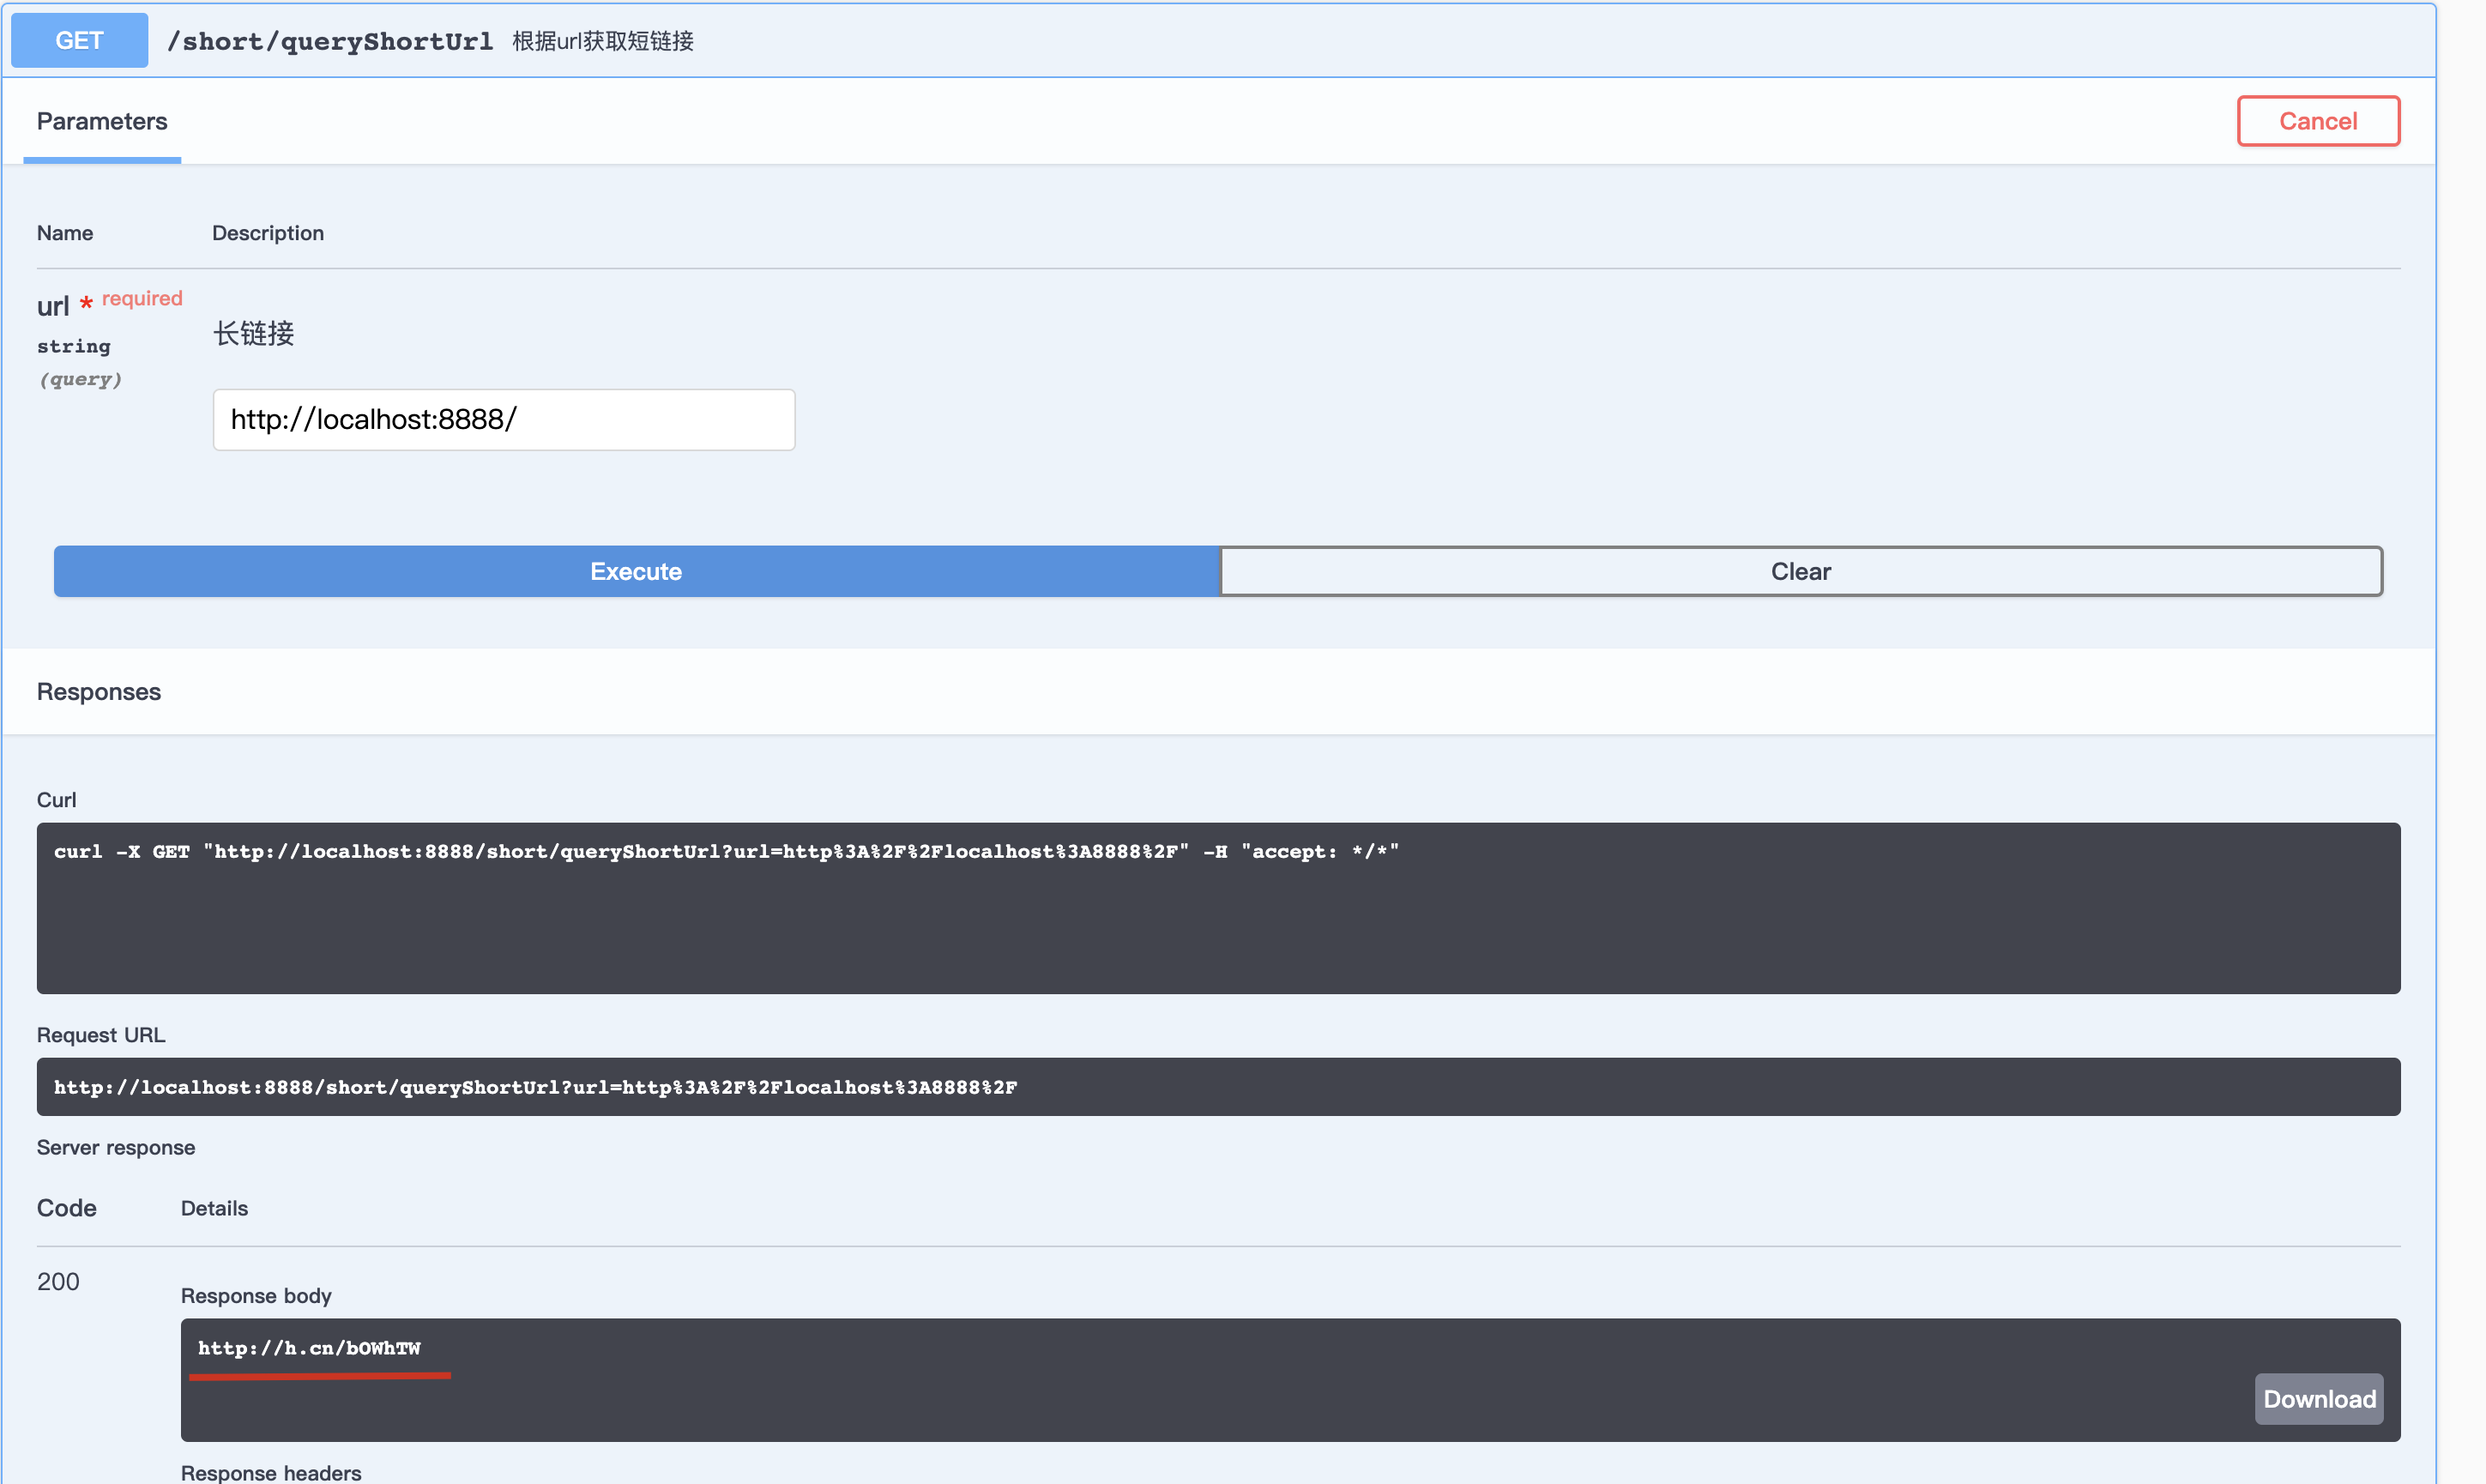 GET /short/queryShortUrl 根据url获取短链接
Parameters
Cancel
Name Description
url * required
string
(query)
长链接
http://localhost:8888/
Execute
Clear
Responses
Curl
curl -X GET "http://localhost:8888/short/queryShortUrl?url=http%3A%2F%2Flocalhost%3A8888%2F" -H "accept: */*"
Request URL
http://localhost:8888/short/queryShortUrl?url=http%3A%2F%2Flocalhost%3A8888%2F
Server response
Code Details
200
Response body
http://h.cn/bOWhTW
Download
Response headers